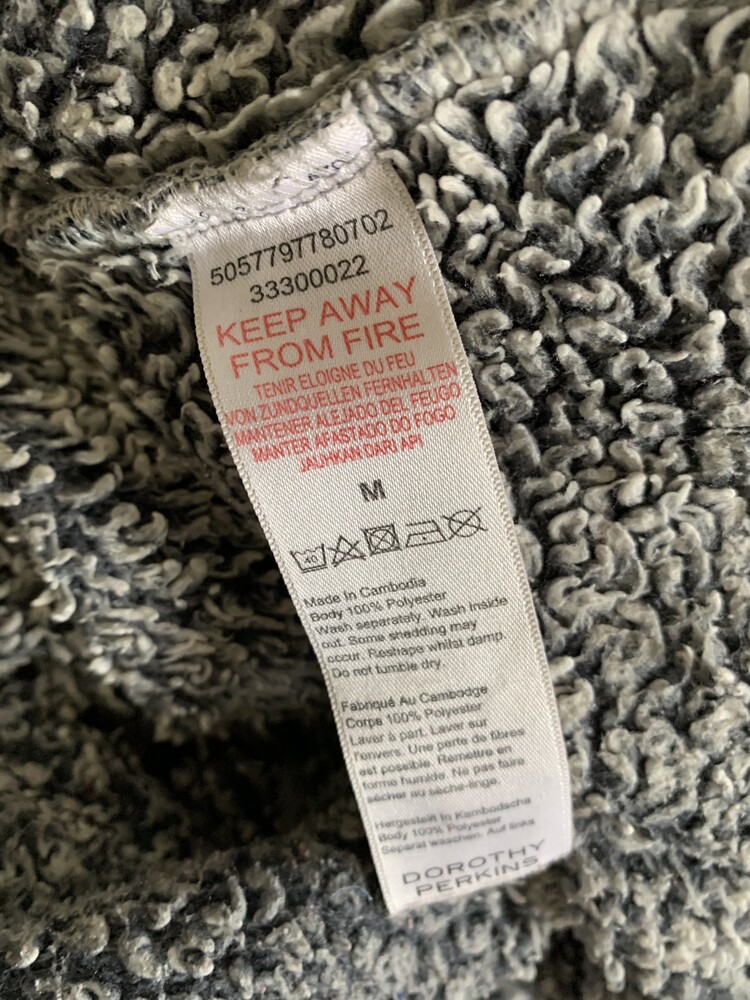 5057797780702
33300022
KEEP AWAY
FROM FIRE
TENIR ELOIGNE DU FEU
VON ZUNDQUELLEN FERNHALTEN
MANTENER ALEJADO DEL FEUGO
MANTER AFASTADO DO FOGO
JAUHKAN DARI API
M
40
Made In Cambodia
Body 100% Polyester
Wash separately. Wash inside
out. Some shedding may
occur. Reshape whilst damp.
Do not tumble dry.
Fabriqué Au Cambodge
Corps 100% Polyester
Laver à part. Laver sur
l'envers. Une perte de fibres
est possible. Remettre en
forme humide. Ne pas faire
sécher au sèche-linge.
Hergestellt In Kambodscha
Body 100% Polyester
Separat waschen. Auf links
DOROTHY
PERKINS